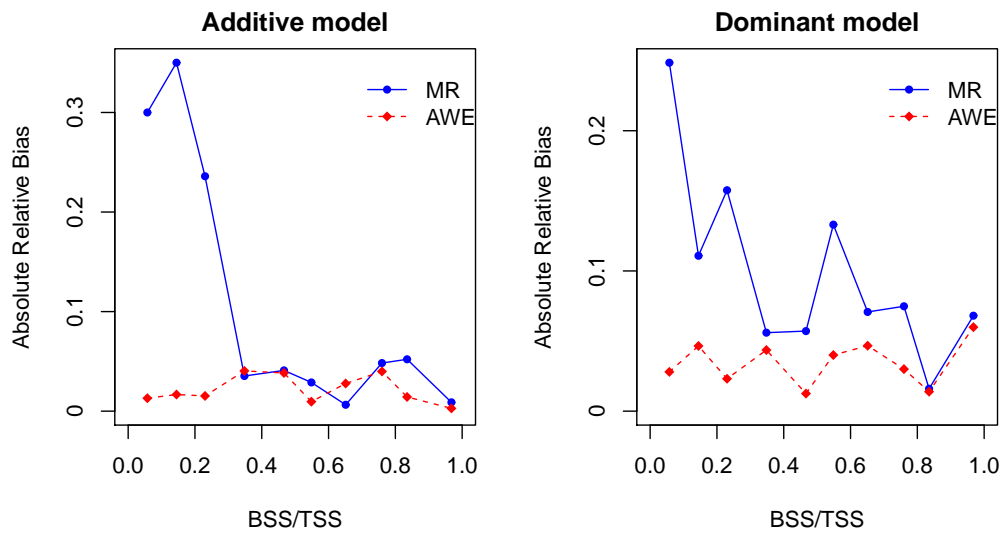 Additive model
Absolute Relative Bias
0.3
0.2
0.1
0
MR
AWE
0.0 0.2 0.4 0.6 0.8 1.0
BSS/TSS
Dominant model
Absolute Relative Bias
0.2
0.1
0
MR
AWE
0.0 0.2 0.4 0.6 0.8 1.0
BSS/TSS